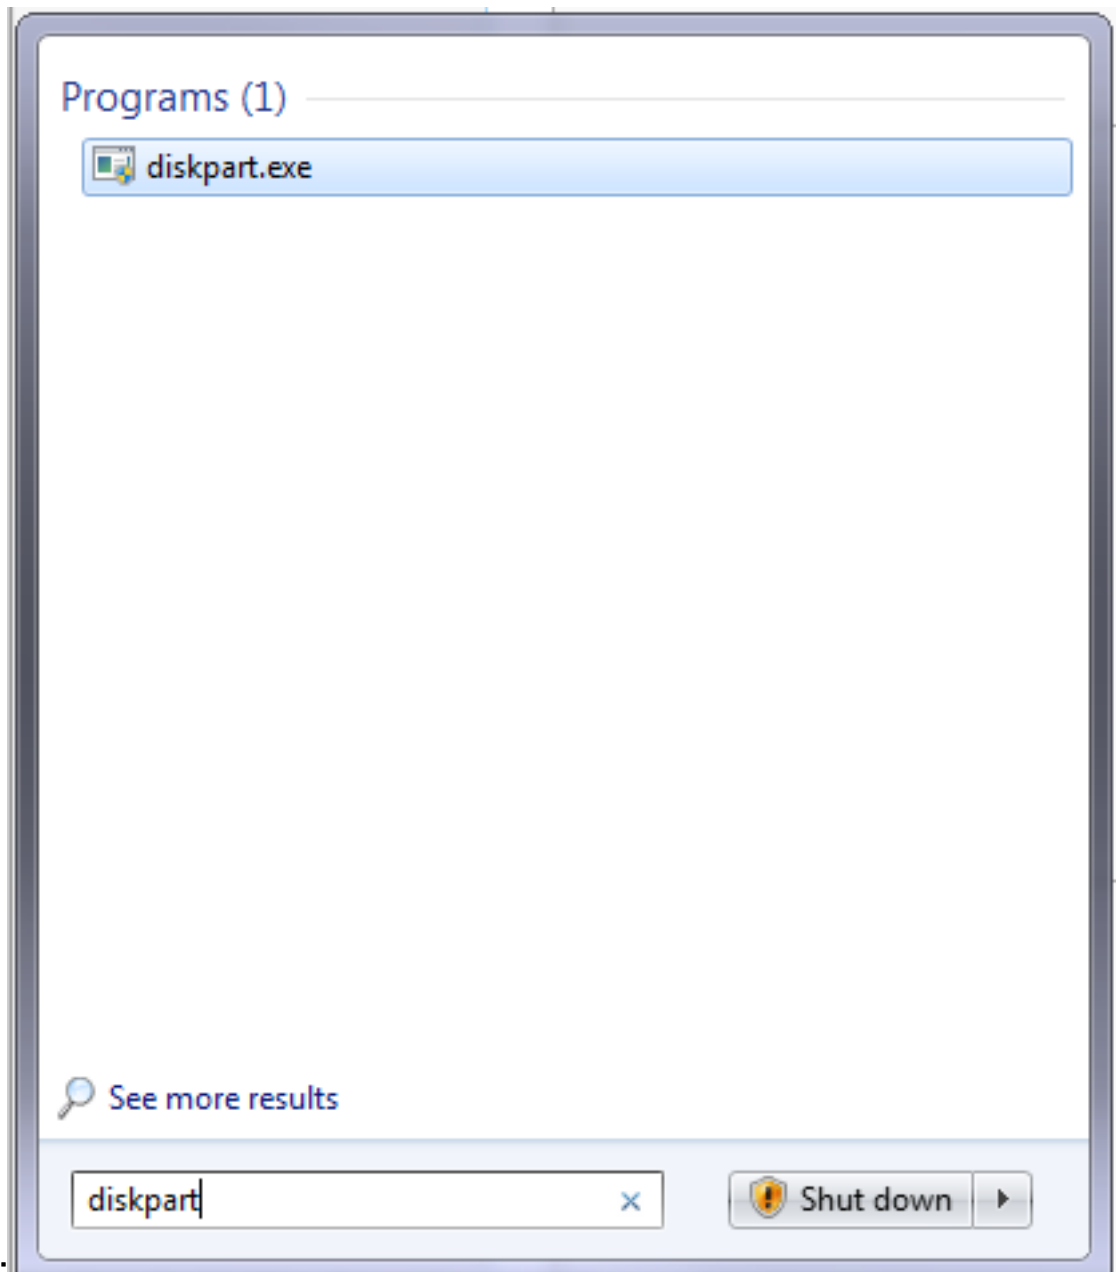 Programs (1)
diskpart.exe
See more results
diskpart
Shut down
.